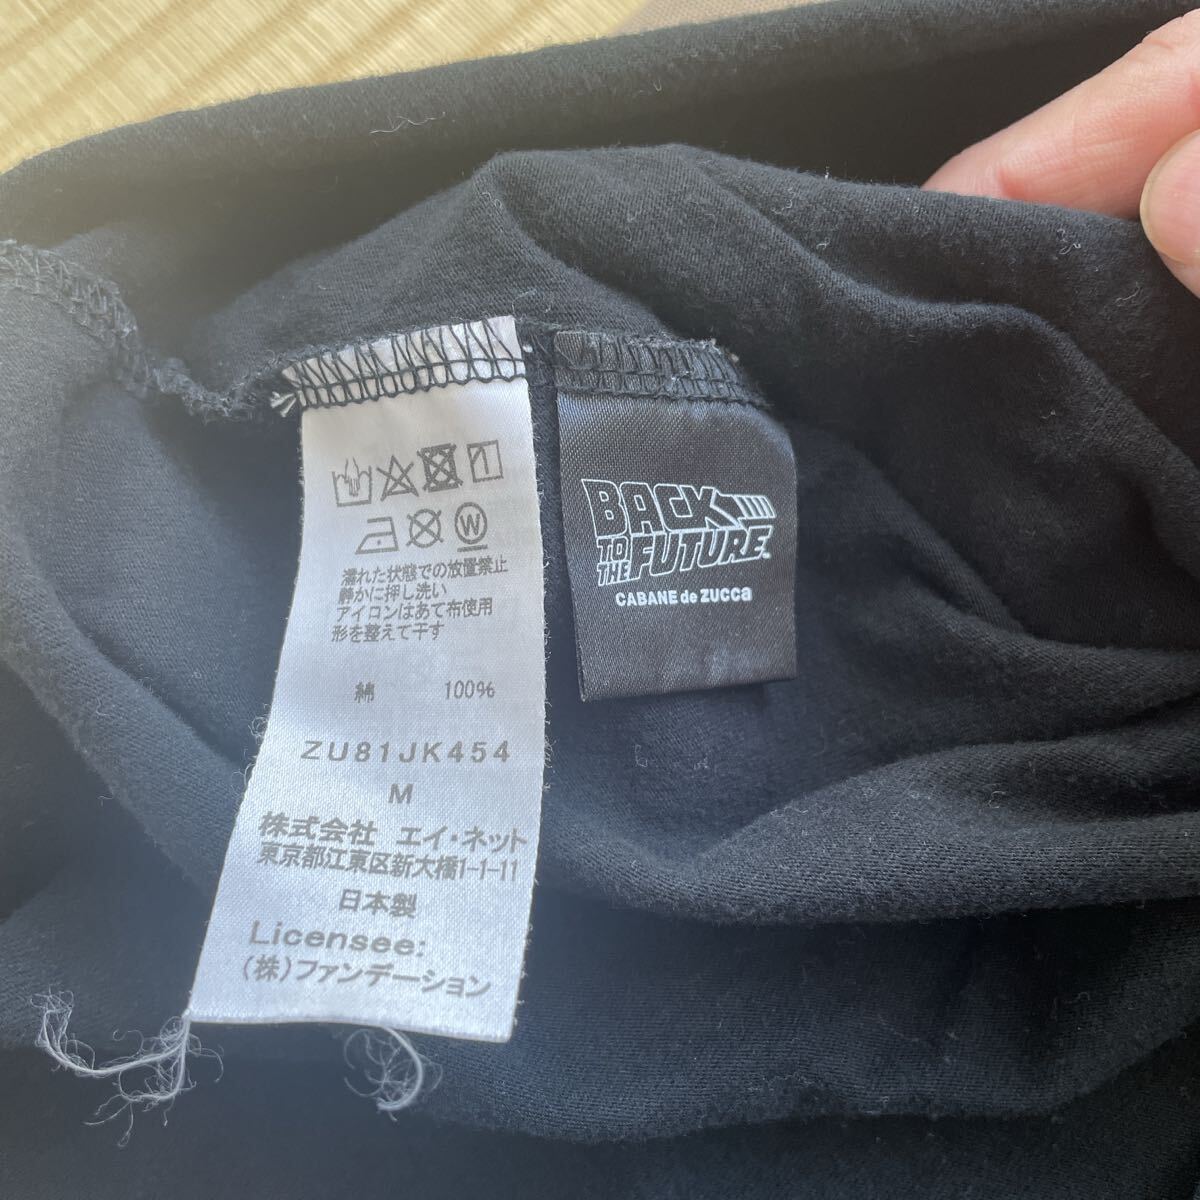 濡れた状態での放置禁止
静かに押し洗い
アイロンはあて布使用
形を整えて干す
綿 100%
ZU81JK454
M
株式会社 エイ・ネット
東京都江東区新大橋1-1-11
日本製
Licensee:
(株)ファンデーション
W
BACK
TO THE FUTURE™
CABANE de ZUCCa